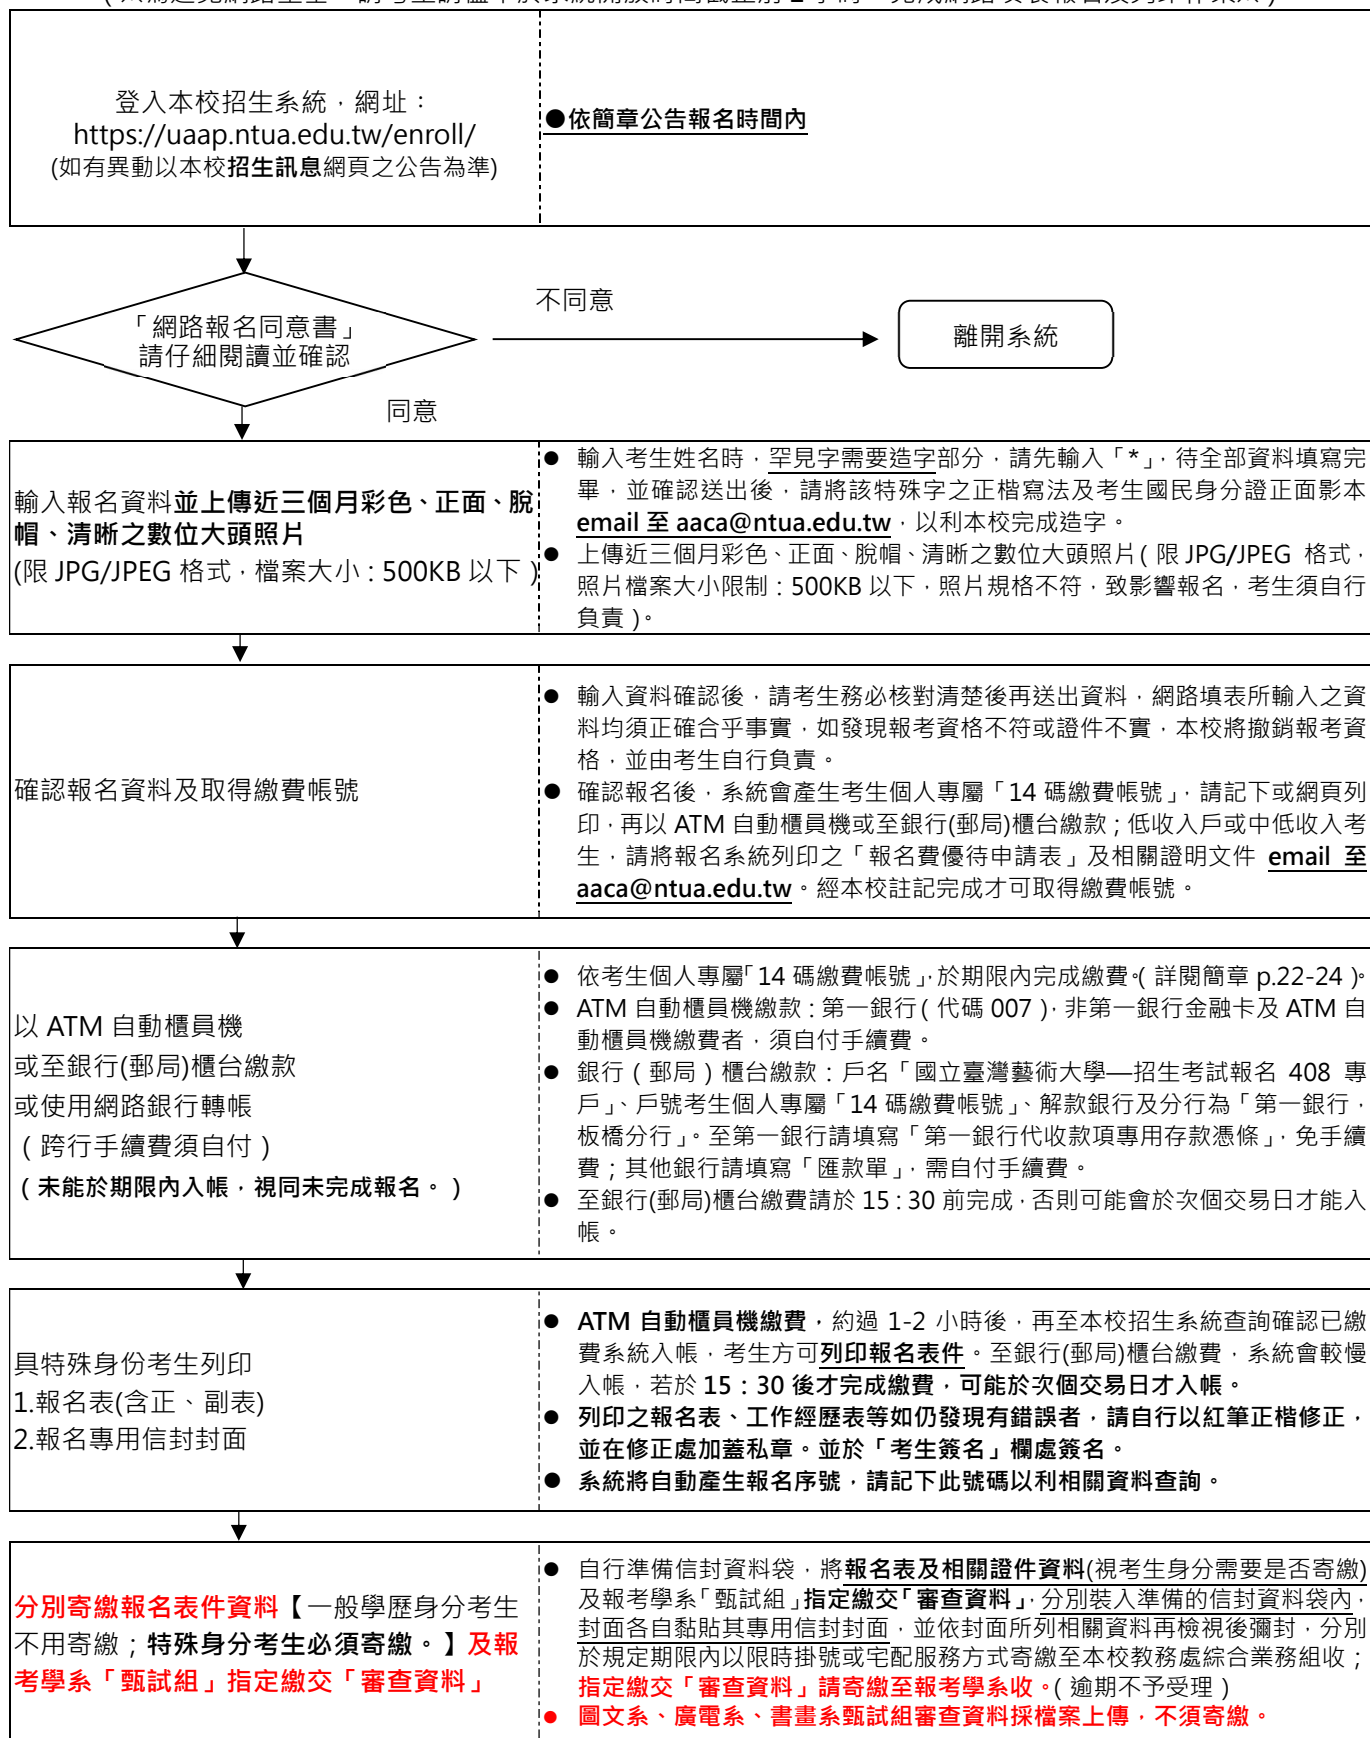 (以為避免網路壅塞，請考生請儘早於系統開放時間截止前 2 小時，完成網路填表報名及列印作業。)
登入本校招生系統，網址：
https://uaap.ntua.edu.tw/enroll/
(如有異動以本校招生訊息網頁之公告為準)
●依簡章公告報名時間內
「網路報名同意書」
請仔細閱讀並確認
不同意
離開系統
同意
輸入報名資料並上傳近三個月彩色、正面、脫
帽、清晰之數位大頭照片
(限 JPG/JPEG 格式，檔案大小：500KB 以下）
● 輸入考生姓名時，罕見字需要造字部分，請先輸入「*」，待全部資料填寫完
畢，並確認送出後，請將該特殊字之正楷寫法及考生國民身分證正面影本
email 至 aaca@ntua.edu.tw，以利本校完成造字。
● 上傳近三個月彩色、正面、脫帽、清晰之數位大頭照片（限 JPG/JPEG 格式，
照片檔案大小限制：500KB 以下，照片規格不符，致影響報名，考生須自行
負責）。
確認報名資料及取得繳費帳號
● 輸入資料確認後，請考生務必核對清楚後再送出資料，網路填表所輸入之資
料均須正確合乎事實，如發現報考資格不符或證件不實，本校將撤銷報考資
格，並由考生自行負責。
● 確認報名後，系統會產生考生個人專屬「14 碼繳費帳號」，請記下或網頁列
印，再以 ATM 自動櫃員機或至銀行(郵局)櫃台繳款；低收入戶或中低收入考
生，請將報名系統列印之「報名費優待申請表」及相關證明文件 email 至
aaca@ntua.edu.tw。經本校註記完成才可取得繳費帳號。
以 ATM 自動櫃員機
或至銀行(郵局)櫃台繳款
或使用網路銀行轉帳
（跨行手續費須自付）
（未能於期限內入帳，視同未完成報名。）
● 依考生個人專屬「14 碼繳費帳號」，於期限內完成繳費。（詳閱簡章 p.22-24）。
● ATM 自動櫃員機繳款：第一銀行（代碼 007），非第一銀行金融卡及 ATM 自
動櫃員機繳費者，須自付手續費。
● 銀行（郵局）櫃台繳款：戶名「國立臺灣藝術大學—招生考試報名 408 專
戶」、戶號考生個人專屬「14 碼繳費帳號」、解款銀行及分行為「第一銀行，
板橋分行」。至第一銀行請填寫「第一銀行代收款項專用存款憑條」，免手續
費；其他銀行請填寫「匯款單」，需自付手續費。
● 至銀行(郵局)櫃台繳費請於 15：30 前完成，否則可能會於次個交易日才能入
帳。
具特殊身份考生列印
1.報名表(含正、副表)
2.報名專用信封封面
● ATM 自動櫃員機繳費，約過 1-2 小時後，再至本校招生系統查詢確認已繳
費系統入帳，考生方可列印報名表件。至銀行(郵局)櫃台繳費，系統會較慢
入帳，若於 15：30 後才完成繳費，可能於次個交易日才入帳。
● 列印之報名表、工作經歷表等如仍發現有錯誤者，請自行以紅筆正楷修正，
並在修正處加蓋私章。並於「考生簽名」欄處簽名。
● 系統將自動產生報名序號，請記下此號碼以利相關資料查詢。
分別寄繳報名表件資料【一般學歷身分考生
不用寄繳；特殊身分考生必須寄繳。】及報
考學系「甄試組」指定繳交「審查資料」
● 自行準備信封資料袋，將報名表及相關證件資料(視考生身分需要是否寄繳)
及報考學系「甄試組」指定繳交「審查資料」，分別裝入準備的信封資料袋內，
封面各自黏貼其專用信封封面，並依封面所列相關資料再檢視後彌封，分別
於規定期限內以限時掛號或宅配服務方式寄繳至本校教務處綜合業務組收；
指定繳交「審查資料」請寄繳至報考學系收。（逾期不予受理）
● 圖文系、廣電系、書畫系甄試組審查資料採檔案上傳，不須寄繳。